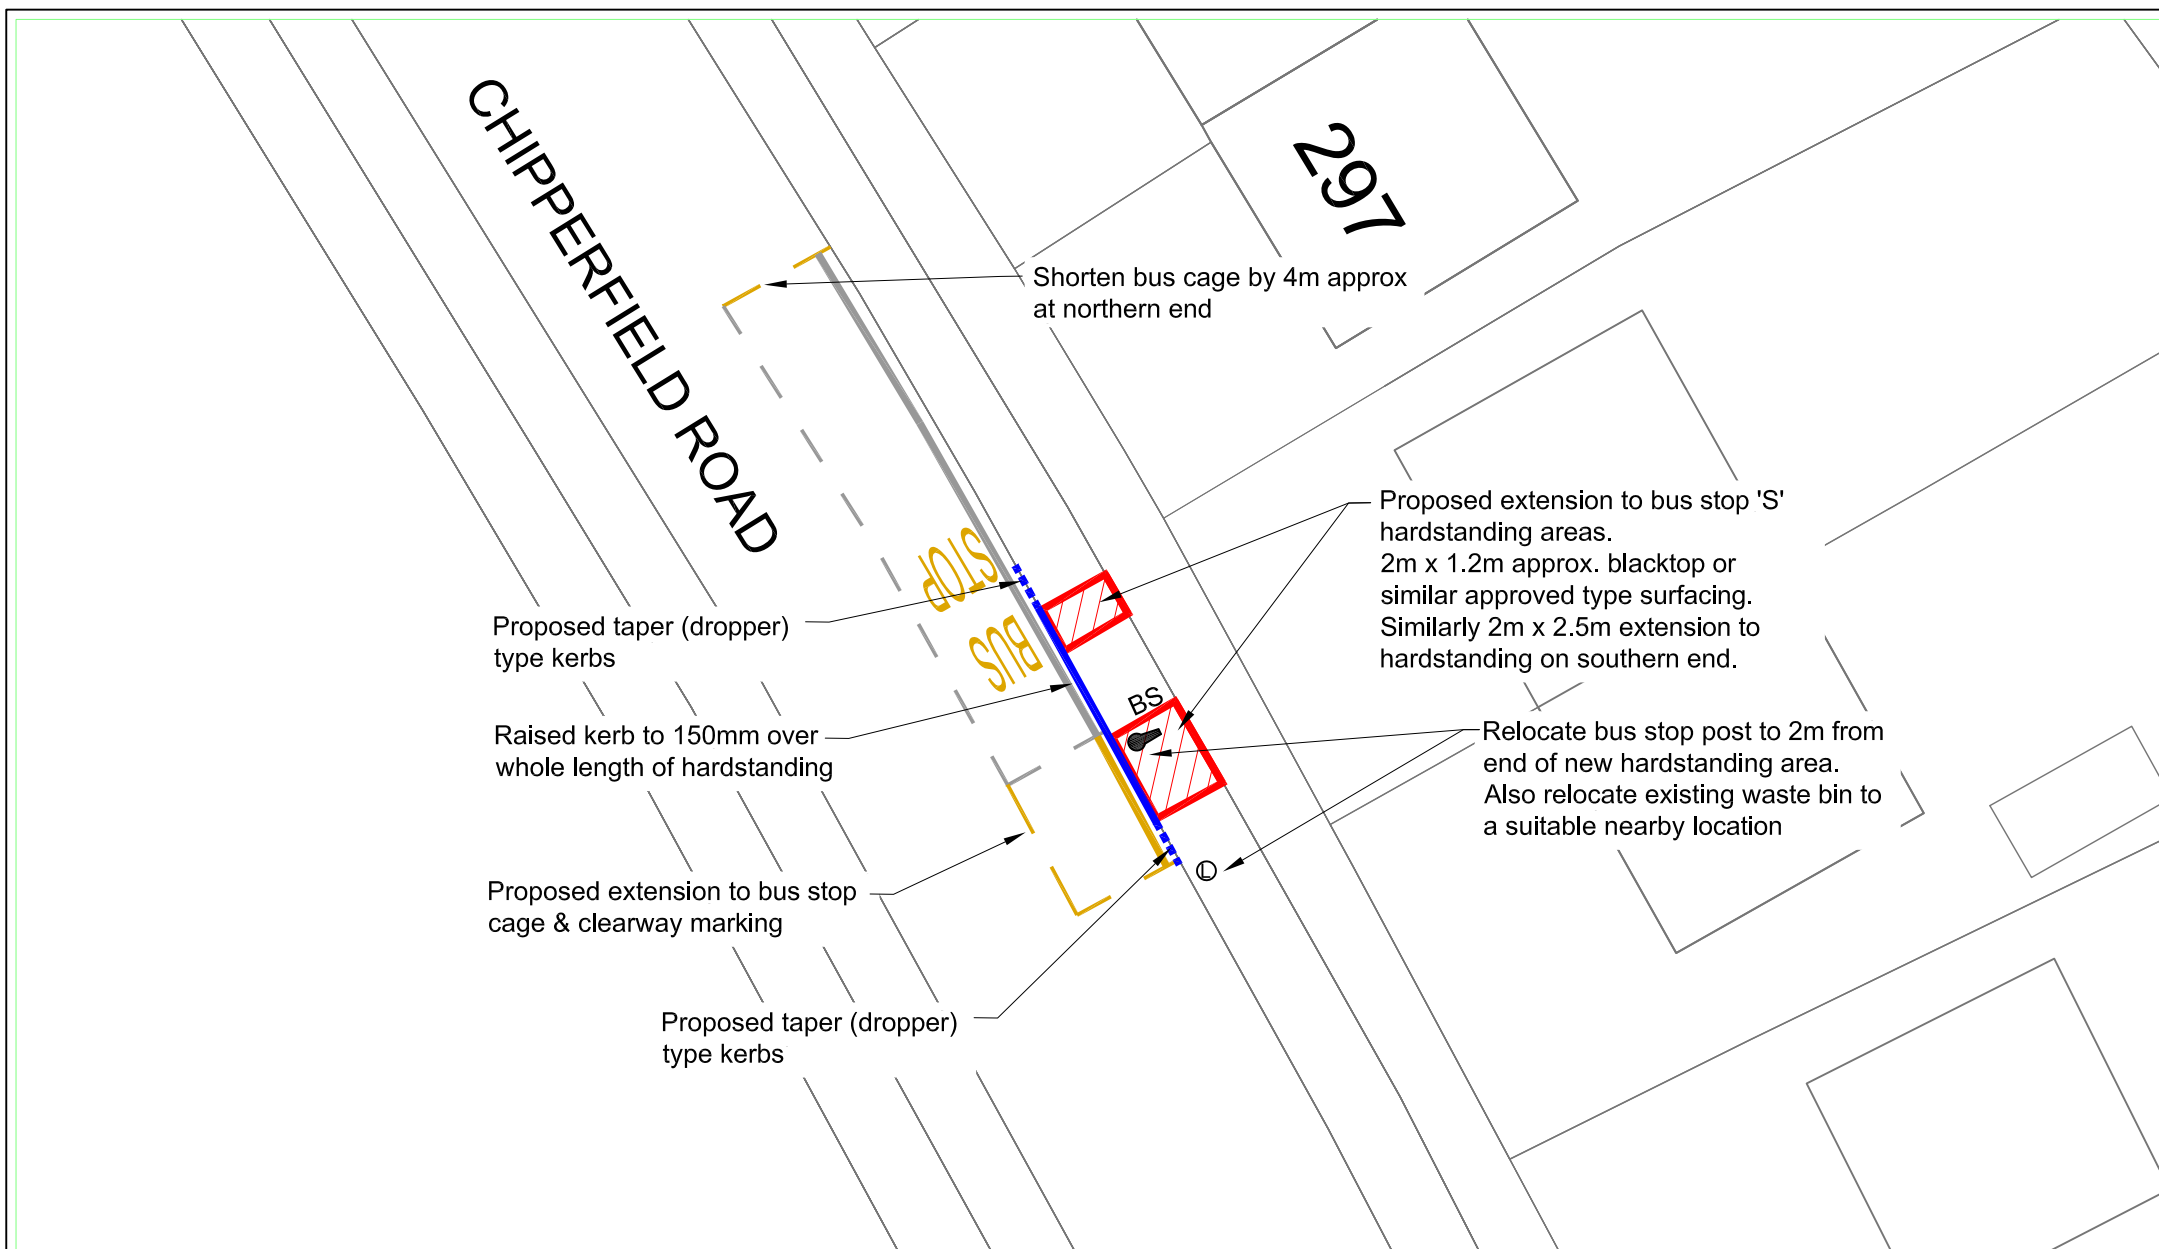 CHIPPERFIELD ROAD
297
Shorten bus cage by 4m approx
at northern end
Proposed extension to bus stop 'S'
hardstanding areas.
2m x 1.2m approx. blacktop or
similar approved type surfacing.
Similarly 2m x 2.5m extension to
hardstanding on southern end.
STOP
BUS
Proposed taper (dropper)
type kerbs
BS
Raised kerb to 150mm over
whole length of hardstanding
Relocate bus stop post to 2m from
end of new hardstanding area.
Also relocate existing waste bin to
a suitable nearby location
L
Proposed extension to bus stop
cage & clearway marking
Proposed taper (dropper)
type kerbs